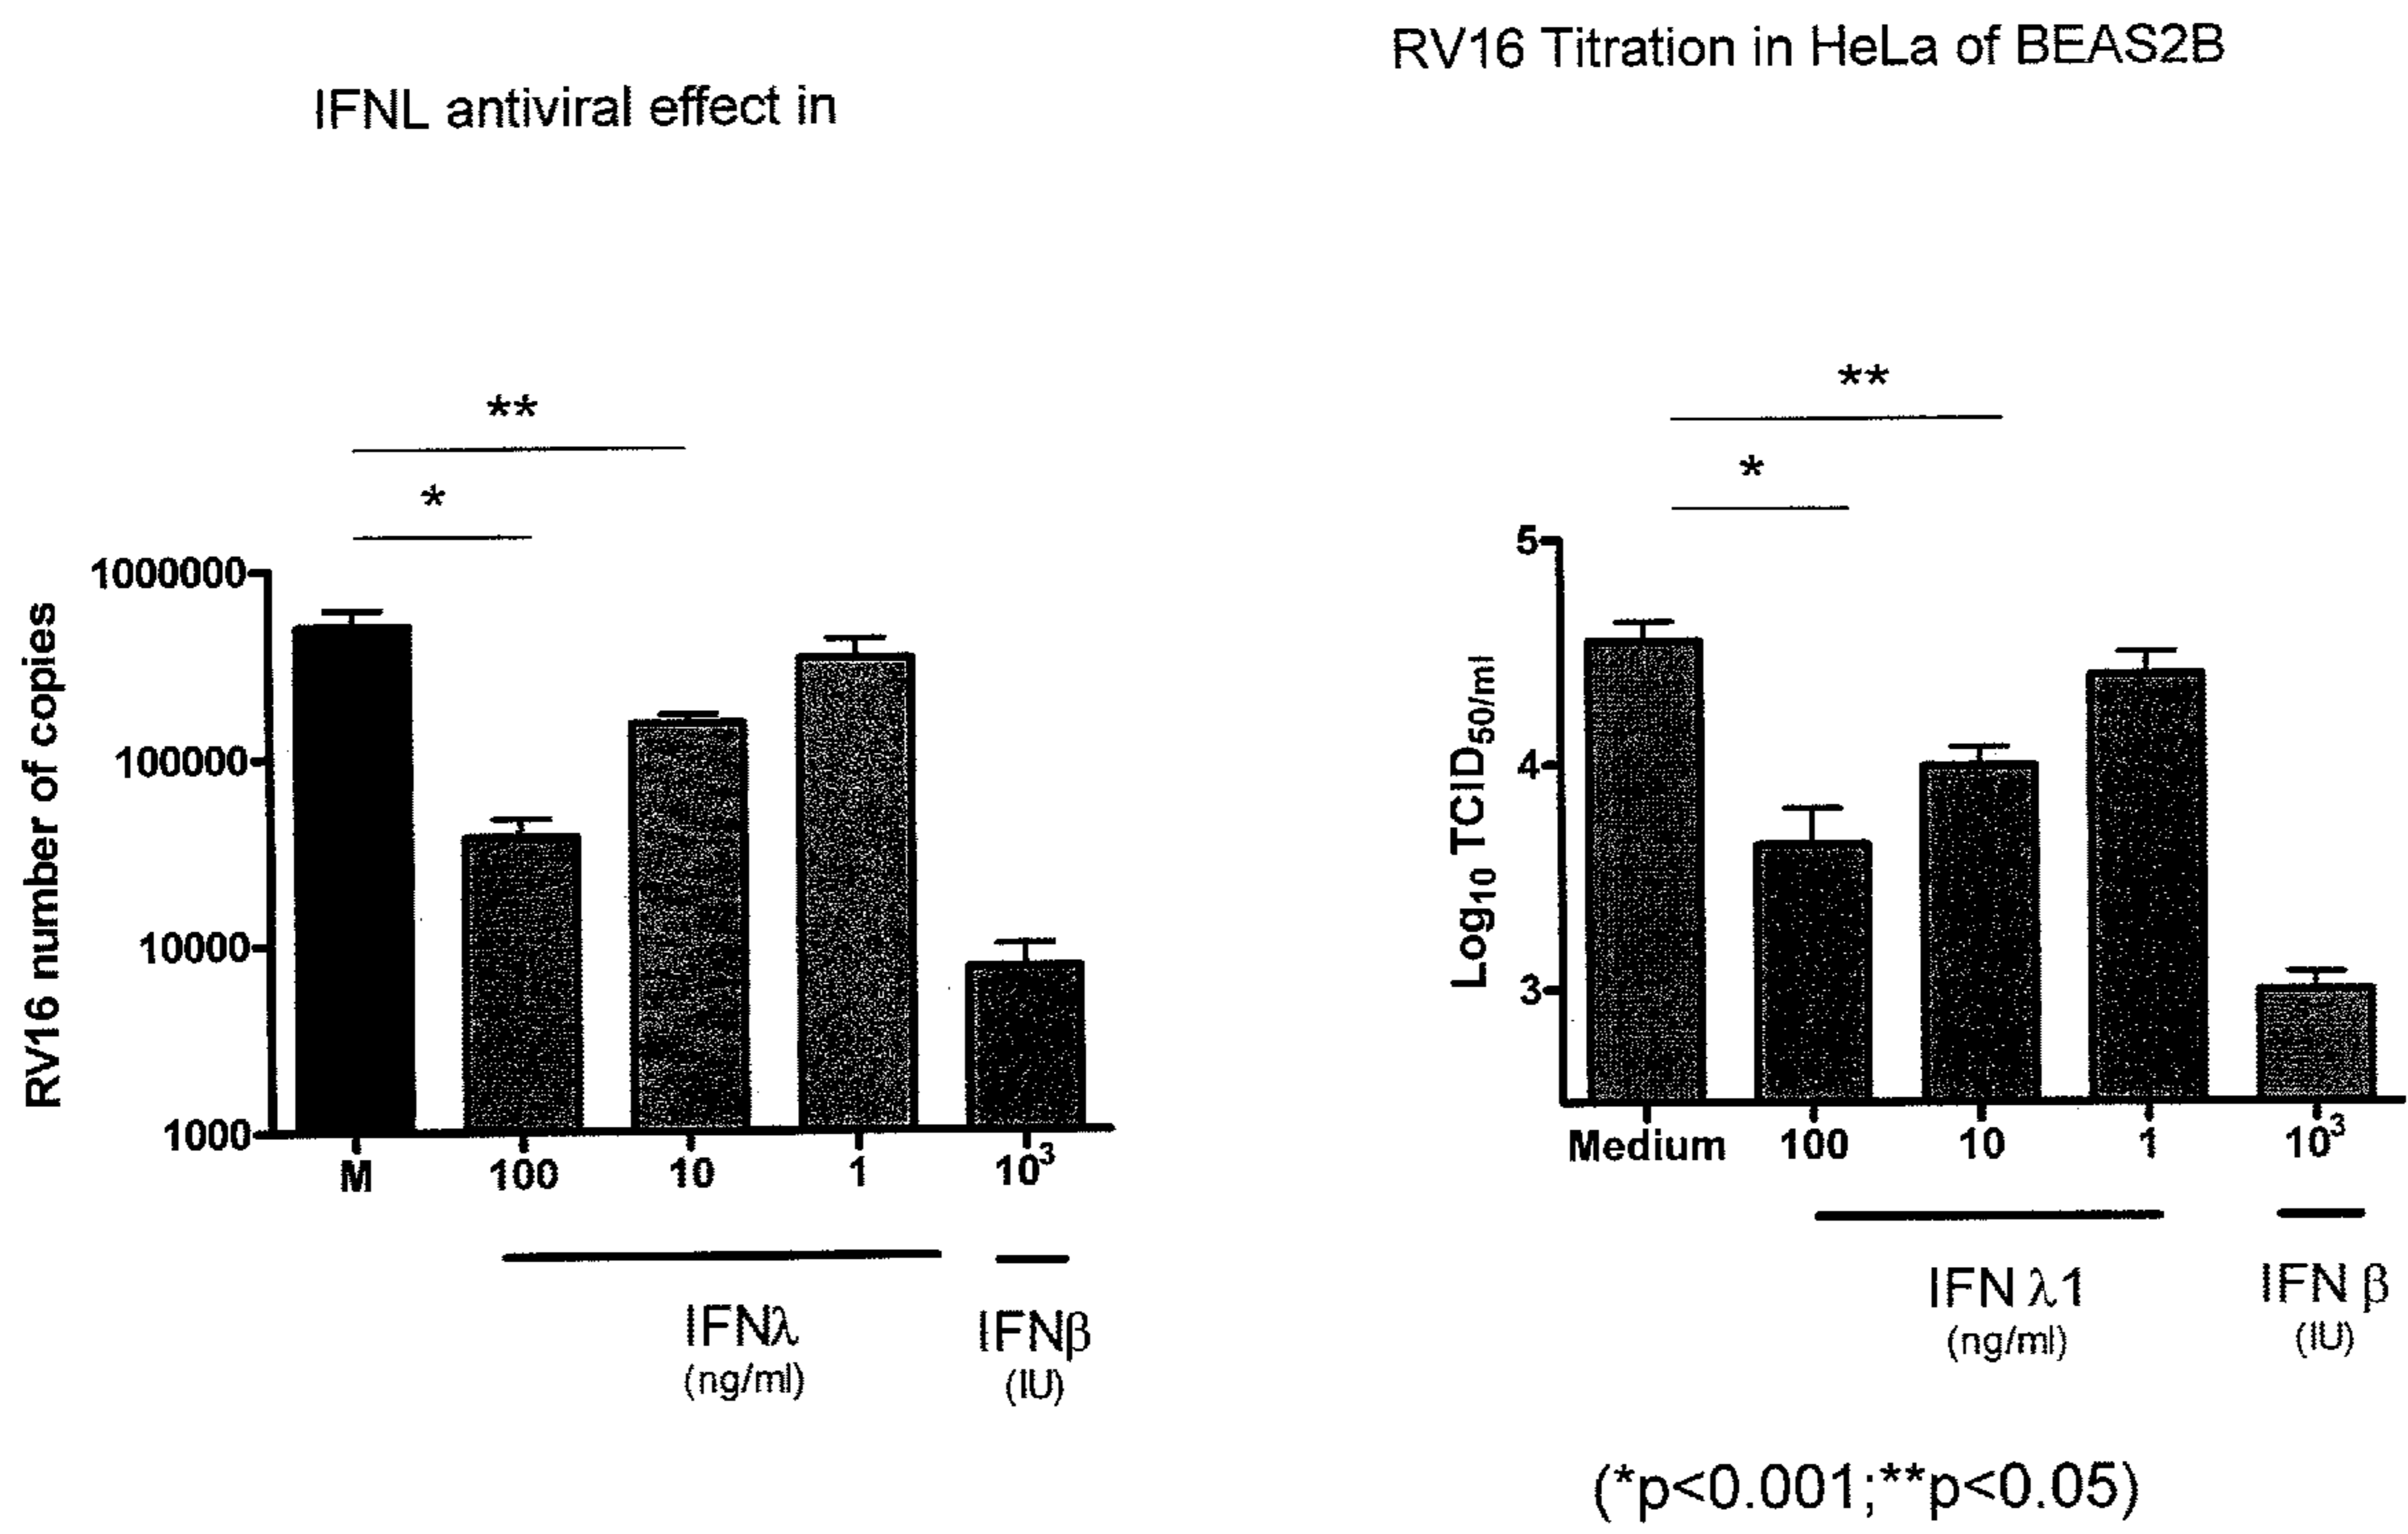 IFNL antiviral effect in
**
*
RV16 number of copies
1000000
100000
10000
1000
M 100 10 1 10³
IFNλ IFNβ
(ng/ml) (IU)
RV16 Titration in HeLa of BEAS2B
**
*
Log₁₀ TCID₅₀/ml
5
4
3
Medium 100 10 1 10³
IFN λ1 IFN β
(ng/ml) (IU)
(*p<0.001;**p<0.05)